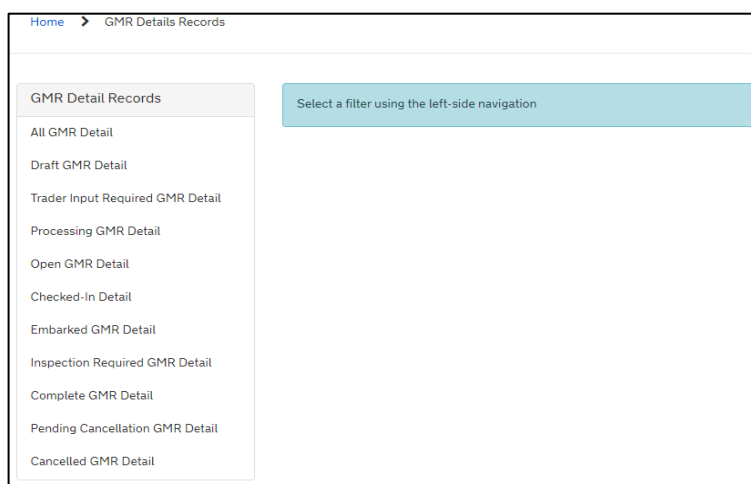 Home > GMR Details Records
GMR Detail Records
All GMR Detail
Draft GMR Detail
Trader Input Required GMR Detail
Processing GMR Detail
Open GMR Detail
Checked-In Detail
Embarked GMR Detail
Inspection Required GMR Detail
Complete GMR Detail
Pending Cancellation GMR Detail
Cancelled GMR Detail
Select a filter using the left-side navigation